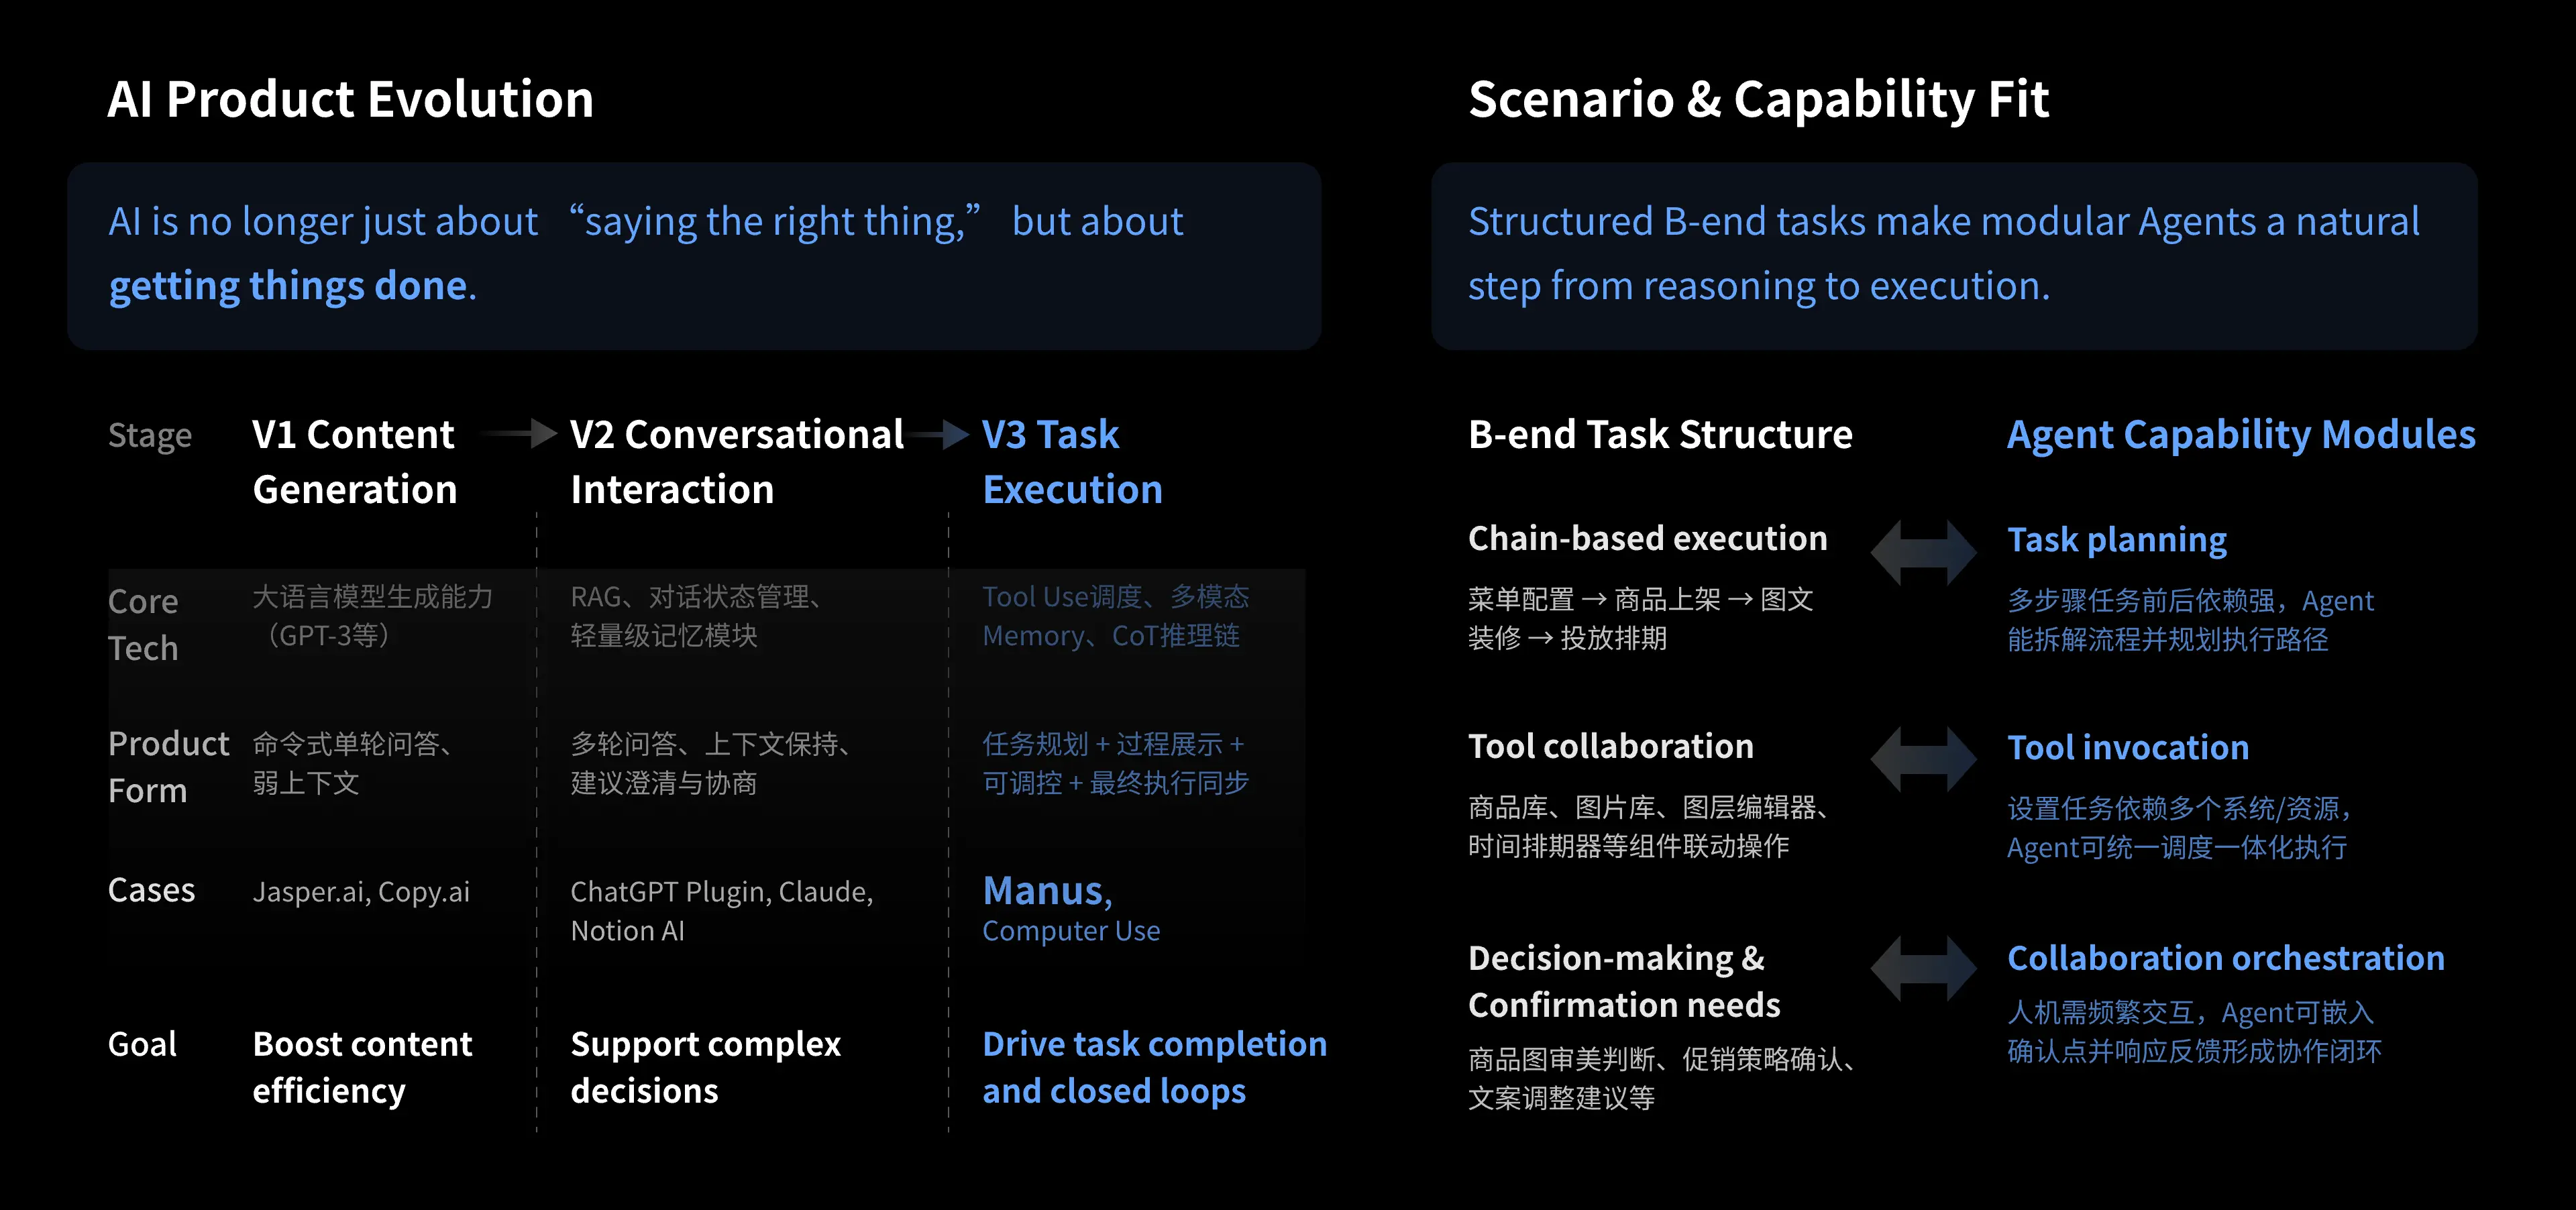 AI Product Evolution
AI is no longer just about “saying the right thing,” but about
getting things done.
Stage
V1 Content
Generation
V2 Conversational
Interaction
V3 Task
Execution
Core
Tech
大语言模型生成能力
（GPT-3等）
RAG、对话状态管理、
轻量级记忆模块
Tool Use调度、多模态
Memory、CoT推理链
Product
Form
命令式单轮问答、
弱上下文
多轮问答、上下文保持、
建议澄清与协商
任务规划 + 过程展示 +
可调控 + 最终执行同步
Cases
Jasper.ai, Copy.ai
ChatGPT Plugin, Claude,
Notion AI
Manus,
Computer Use
Goal
Boost content
efficiency
Support complex
decisions
Drive task completion
and closed loops
Scenario & Capability Fit
Structured B-end tasks make modular Agents a natural
step from reasoning to execution.
B-end Task Structure
Agent Capability Modules
Chain-based execution
菜单配置 → 商品上架 → 图文
装修 → 投放排期
Task planning
多步骤任务前后依赖强，Agent
能拆解流程并规划执行路径
Tool collaboration
商品库、图片库、图层编辑器、
时间排期器等组件联动操作
Tool invocation
设置任务依赖多个系统/资源，
Agent可统一调度一体化执行
Decision-making &
Confirmation needs
商品图审美判断、促销策略确认、
文案调整建议等
Collaboration orchestration
人机需频繁交互，Agent可嵌入
确认点并响应反馈形成协作闭环